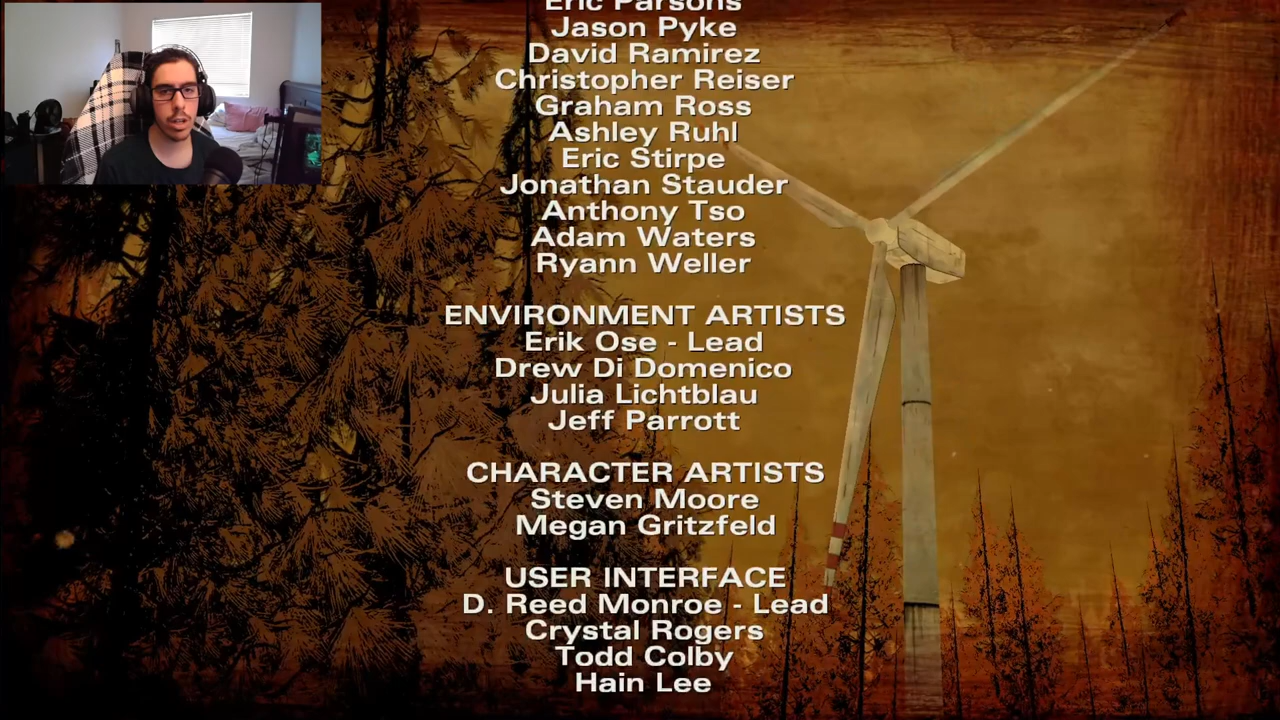 Eric Parsons
Jason Pyke
David Ramirez
Christopher Reiser
Graham Ross
Ashley Ruhl
Eric Stirpe
Jonathan Stauder
Anthony Tso
Adam Waters
Ryann Weller
ENVIRONMENT ARTISTS
Erik Ose - Lead
Drew Di Domenico
Julia Lichtblau
Jeff Parrott
CHARACTER ARTISTS
Steven Moore
Megan Gritzfeld
USER INTERFACE
D. Reed Monroe - Lead
Crystal Rogers
Todd Colby
Hain Lee